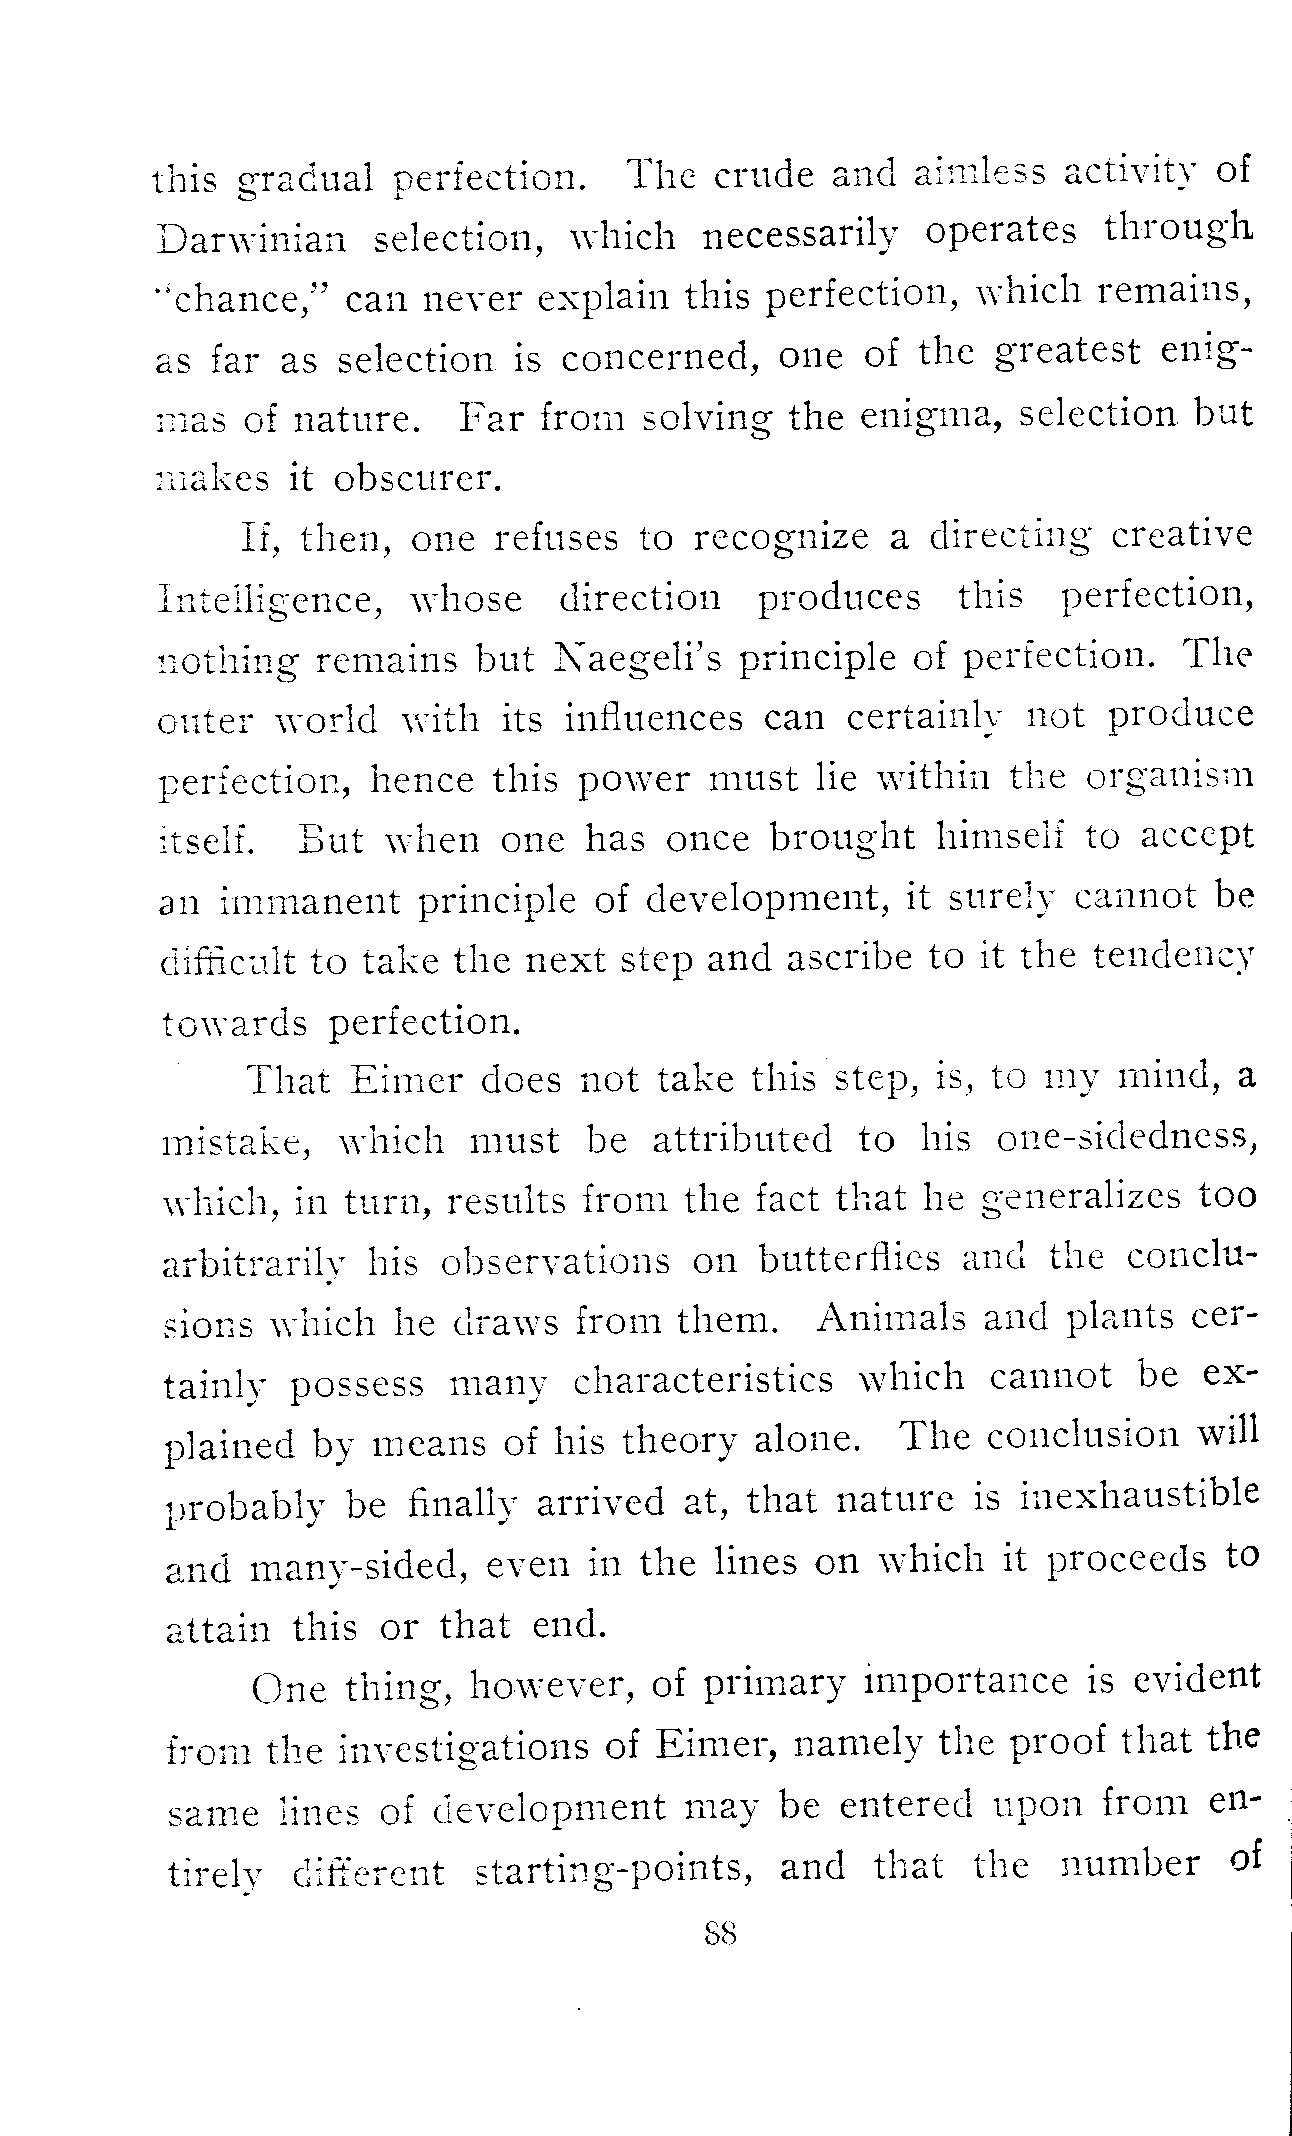 this gradual perfection. The crude and aimless activity of
Darwinian selection, which necessarily operates through
"chance," can never explain this perfection, which remains,
as far as selection is concerned, one of the greatest enig-
mas of nature. Far from solving the enigma, selection but
makes it obscurer.
If, then, one refuses to recognize a directing creative
Intelligence, whose direction produces this perfection,
nothing remains but Naegeli's principle of perfection. The
outer world with its influences can certainly not produce
perfection, hence this power must lie within the organism
itself. But when one has once brought himself to accept
an immanent principle of development, it surely cannot be
difficult to take the next step and ascribe to it the tendency
towards perfection.
That Eimer does not take this step, is, to my mind, a
mistake, which must be attributed to his one-sidedness,
which, in turn, results from the fact that he generalizes too
arbitrarily his observations on butterflies and the conclu-
sions which he draws from them. Animals and plants cer-
tainly possess many characteristics which cannot be ex-
plained by means of his theory alone. The conclusion will
probably be finally arrived at, that nature is inexhaustible
and many-sided, even in the lines on which it proceeds to
attain this or that end.
One thing, however, of primary importance is evident
from the investigations of Eimer, namely the proof that the
same lines of development may be entered upon from en-
tirely different starting-points, and that the number of
88